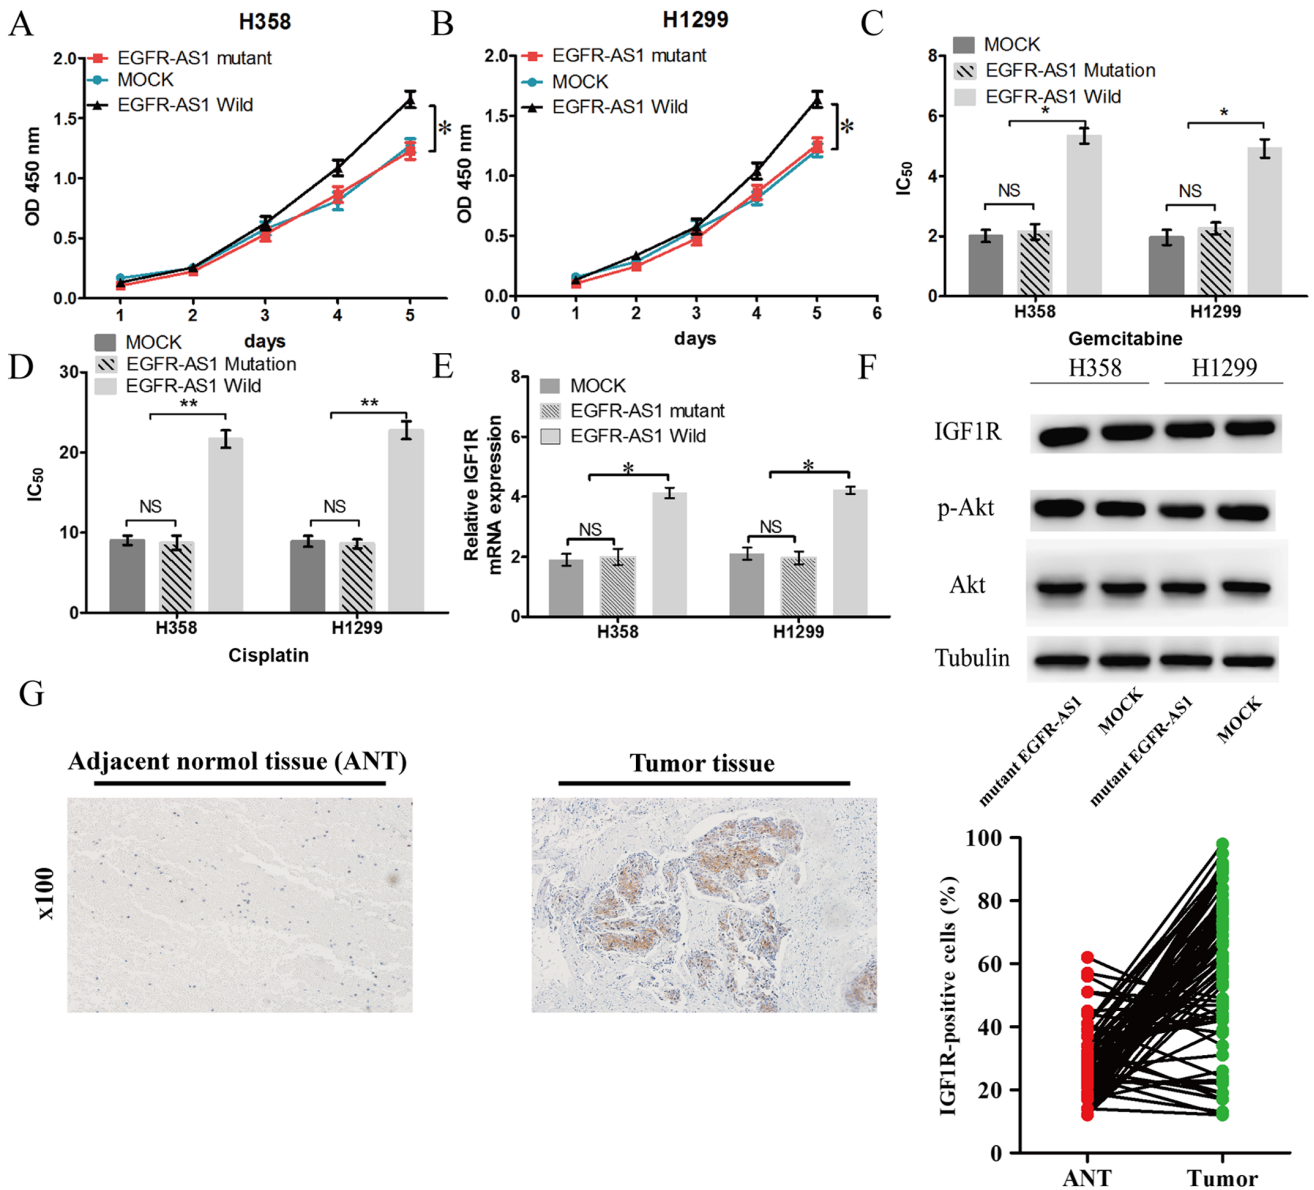 A
H358
EGFR-AS1 mutant
MOCK
EGFR-AS1 Wild
OD 450 nm
2.0
1.5
1.0
0.5
0.0
*
1 2 3 4 5
days
B
H1299
EGFR-AS1 mutant
MOCK
EGFR-AS1 Wild
OD 450 nm
2.0
1.5
1.0
0.5
0.0
*
0 1 2 3 4 5 6
days
C
MOCK
EGFR-AS1 Mutation
EGFR-AS1 Wild
IC50
8
6
4
2
0
NS * NS *
H358 H1299
Gemcitabine
D
MOCK
EGFR-AS1 Mutation
EGFR-AS1 Wild
IC50
30
20
10
0
NS ** NS **
H358 H1299
Cisplatin
E
MOCK
EGFR-AS1 mutant
EGFR-AS1 Wild
Relative IGF1R
mRNA expression
8
6
4
2
0
NS * NS *
H358 H1299
F
H358 H1299
IGF1R
p-Akt
Akt
Tubulin
mutant EGFR-AS1
MOCK
mutant EGFR-AS1
MOCK
G
Adjacent normol tissue (ANT)
Tumor tissue
x100
IGF1R-positive cells (%)
100
80
60
40
20
0
ANT Tumor